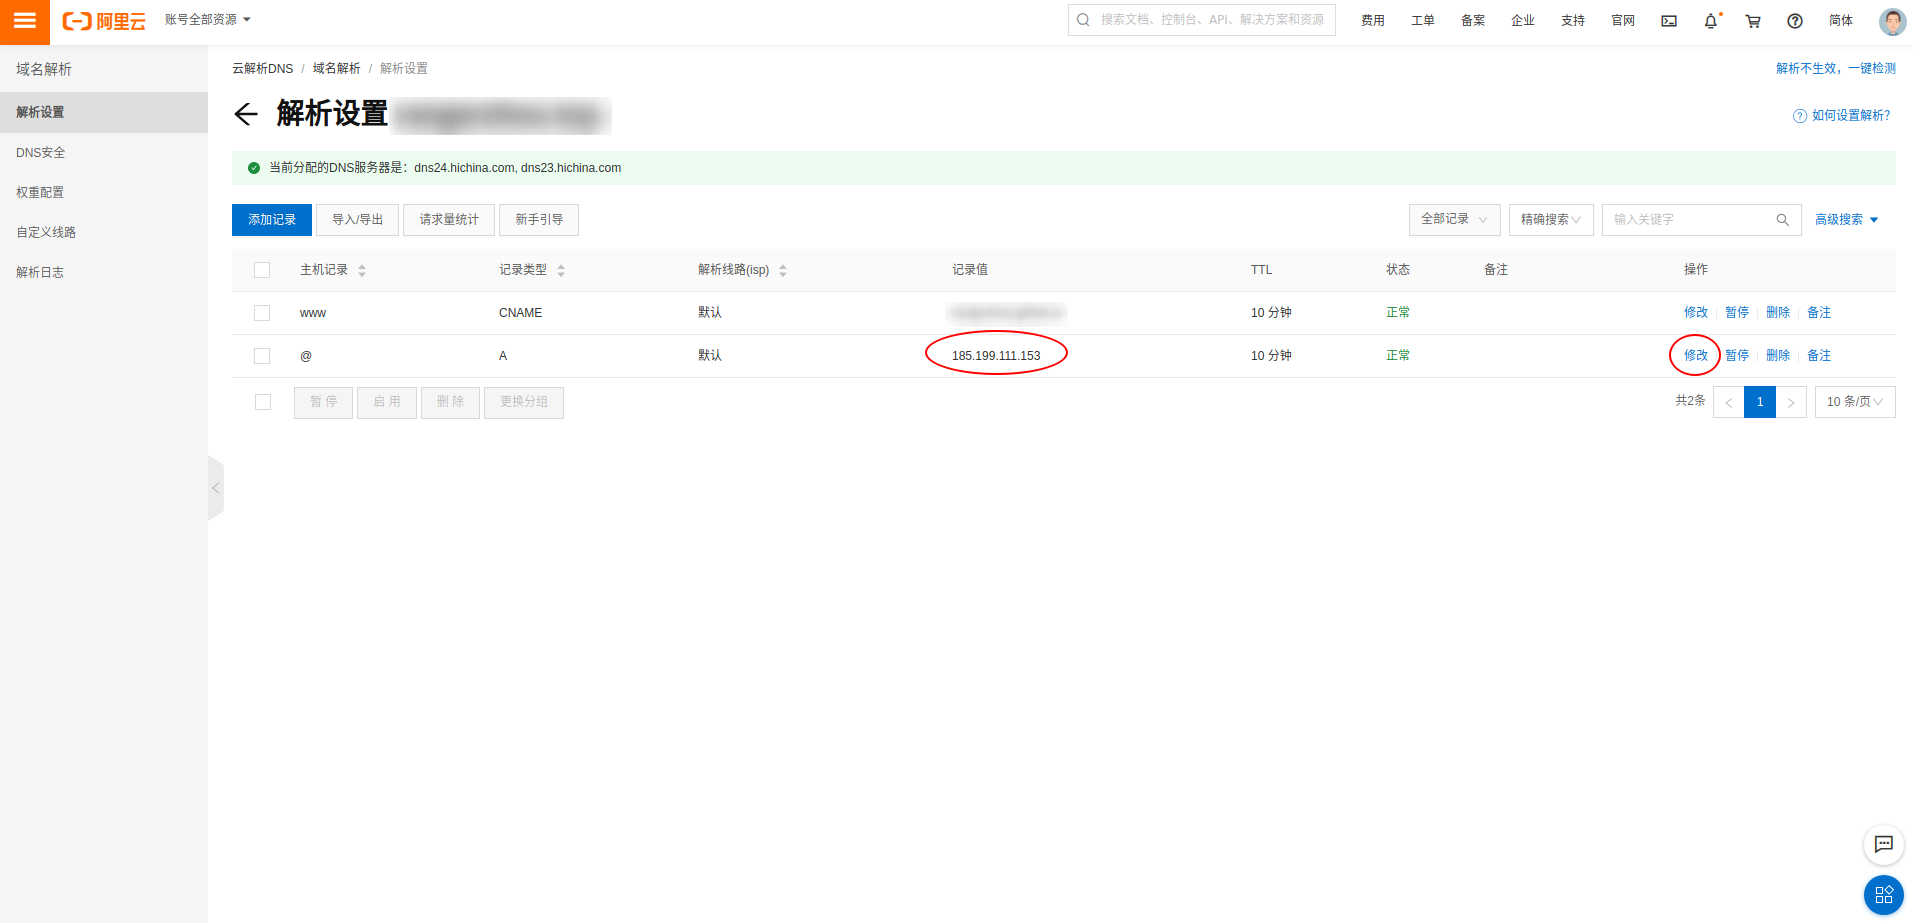 阿里云 账号全部资源 搜索文档、控制台、API、解决方案和资源 费用 工单 备案 企业 支持 官网 简体
域名解析
解析设置
DNS安全
权重配置
自定义线路
解析日志
云解析DNS / 域名解析 / 解析设置 解析不生效，一键检测
解析设置 如何设置解析？
当前分配的DNS服务器是：dns24.hichina.com, dns23.hichina.com
添加记录 导入/导出 请求量统计 新手引导 全部记录 精确搜索 输入关键字 高级搜索
主机记录 记录类型 解析线路(isp) 记录值 TTL 状态 备注 操作
www CNAME 默认 10 分钟 正常 修改 暂停 删除 备注
@ A 默认 185.199.111.153 10 分钟 正常 修改 暂停 删除 备注
暂 停 启 用 删 除 更换分组 共2条 1 10 条/页